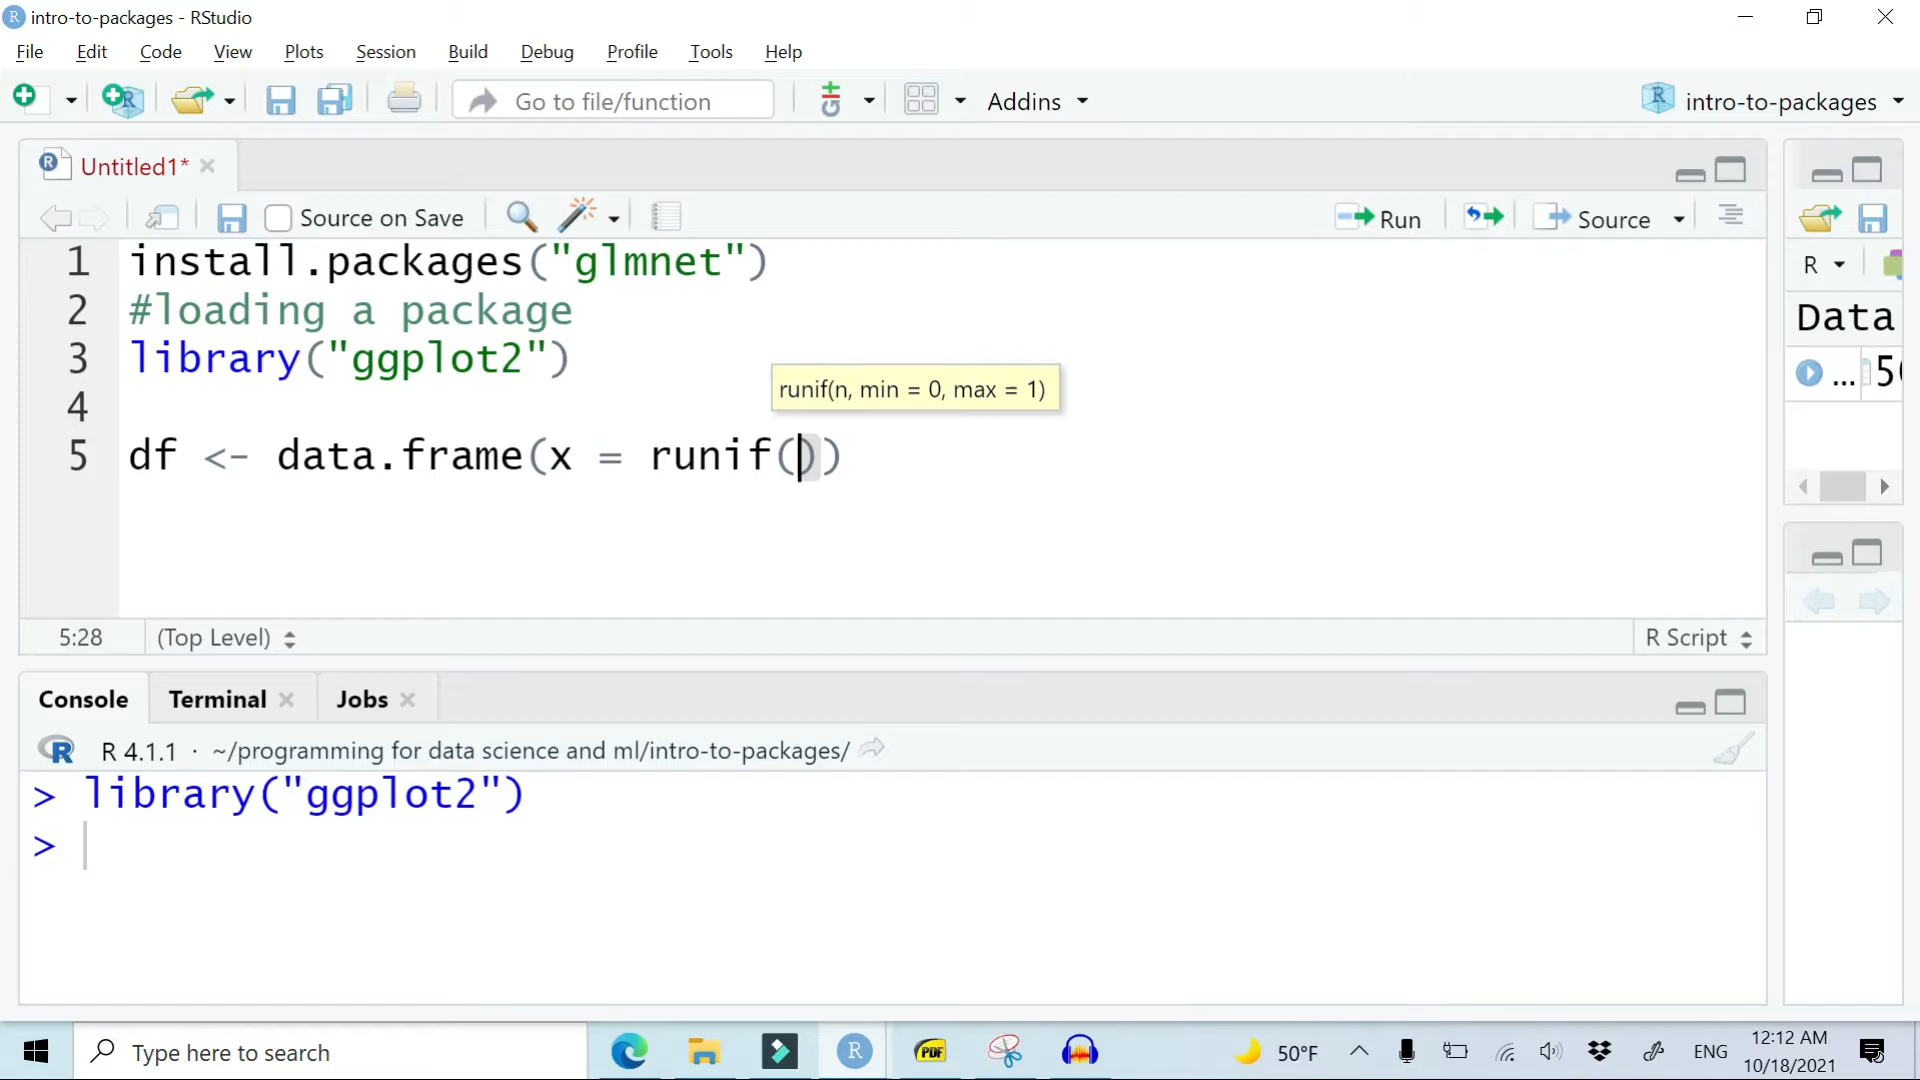 intro-to-packages - RStudio
File Edit Code View Plots Session Build Debug Profile Tools Help
Go to file/function Addins intro-to-packages
Untitled1*
Source on Save Run Source
1 install.packages("glmnet")
2 #loading a package
3 library("ggplot2")
runif(n, min = 0, max = 1)
4
5 df <- data.frame(x = runif())
5:28 (Top Level) R Script
R
Data
... 50
Console Terminal Jobs
R 4.1.1 · ~/programming for data science and ml/intro-to-packages/
> library("ggplot2")
>
Type here to search
PDF
50°F ENG
12:12 AM
10/18/2021